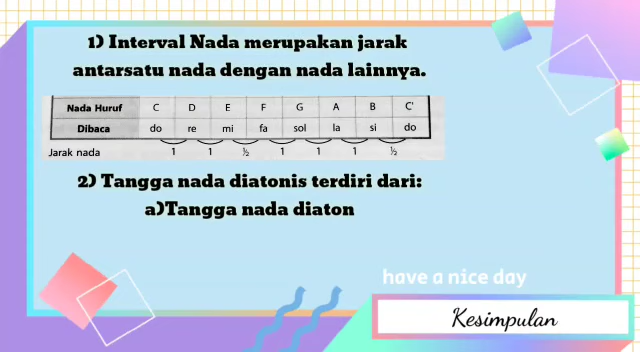 1) Interval Nada merupakan jarak
antarsatu nada dengan nada lainnya.
Nada Huruf C D E F G A B C'
Dibaca do re mi fa sol la si do
Jarak nada 1 1 ½ 1 1 1 ½
2) Tangga nada diatonis terdiri dari:
a)Tangga nada diaton
have a nice day
Kesimpulan